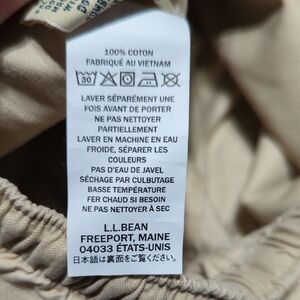 100% COTON
FABRIQUÉ AU VIETNAM
30
LAVER SÉPARÉMENT UNE
FOIS AVANT DE PORTER
NE PAS NETTOYER
PARTIELLEMENT
LAVER EN MACHINE EN EAU
FROIDE, SÉPARER LES
COULEURS
PAS D'EAU DE JAVEL
SÉCHAGE PAR CULBUTAGE
BASSE TEMPÉRATURE
FER CHAUD SI BESOIN
NE PAS NETTOYER À SEC
L.L.BEAN
FREEPORT, MAINE
04033 ÉTATS-UNIS
日本語は裏面をご覧ください。